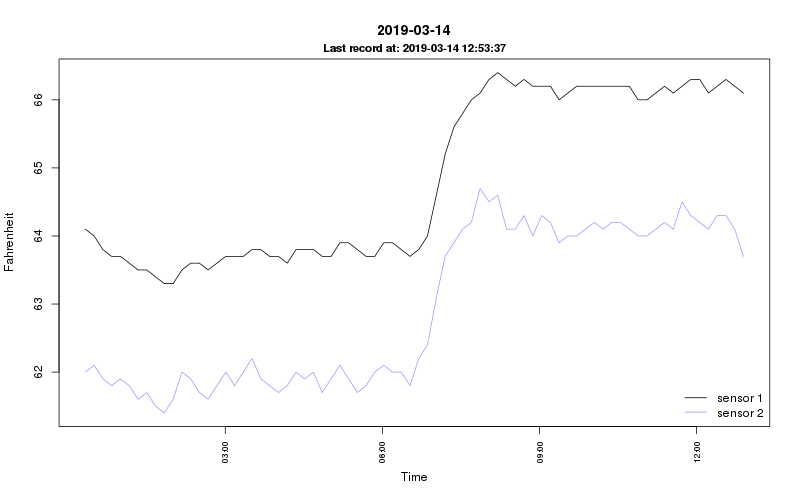 2019-03-14
Last record at: 2019-03-14 12:53:37
Fahrenheit
66
65
64
63
62
sensor 1
sensor 2
03:00
06:00
09:00
12:00
Time